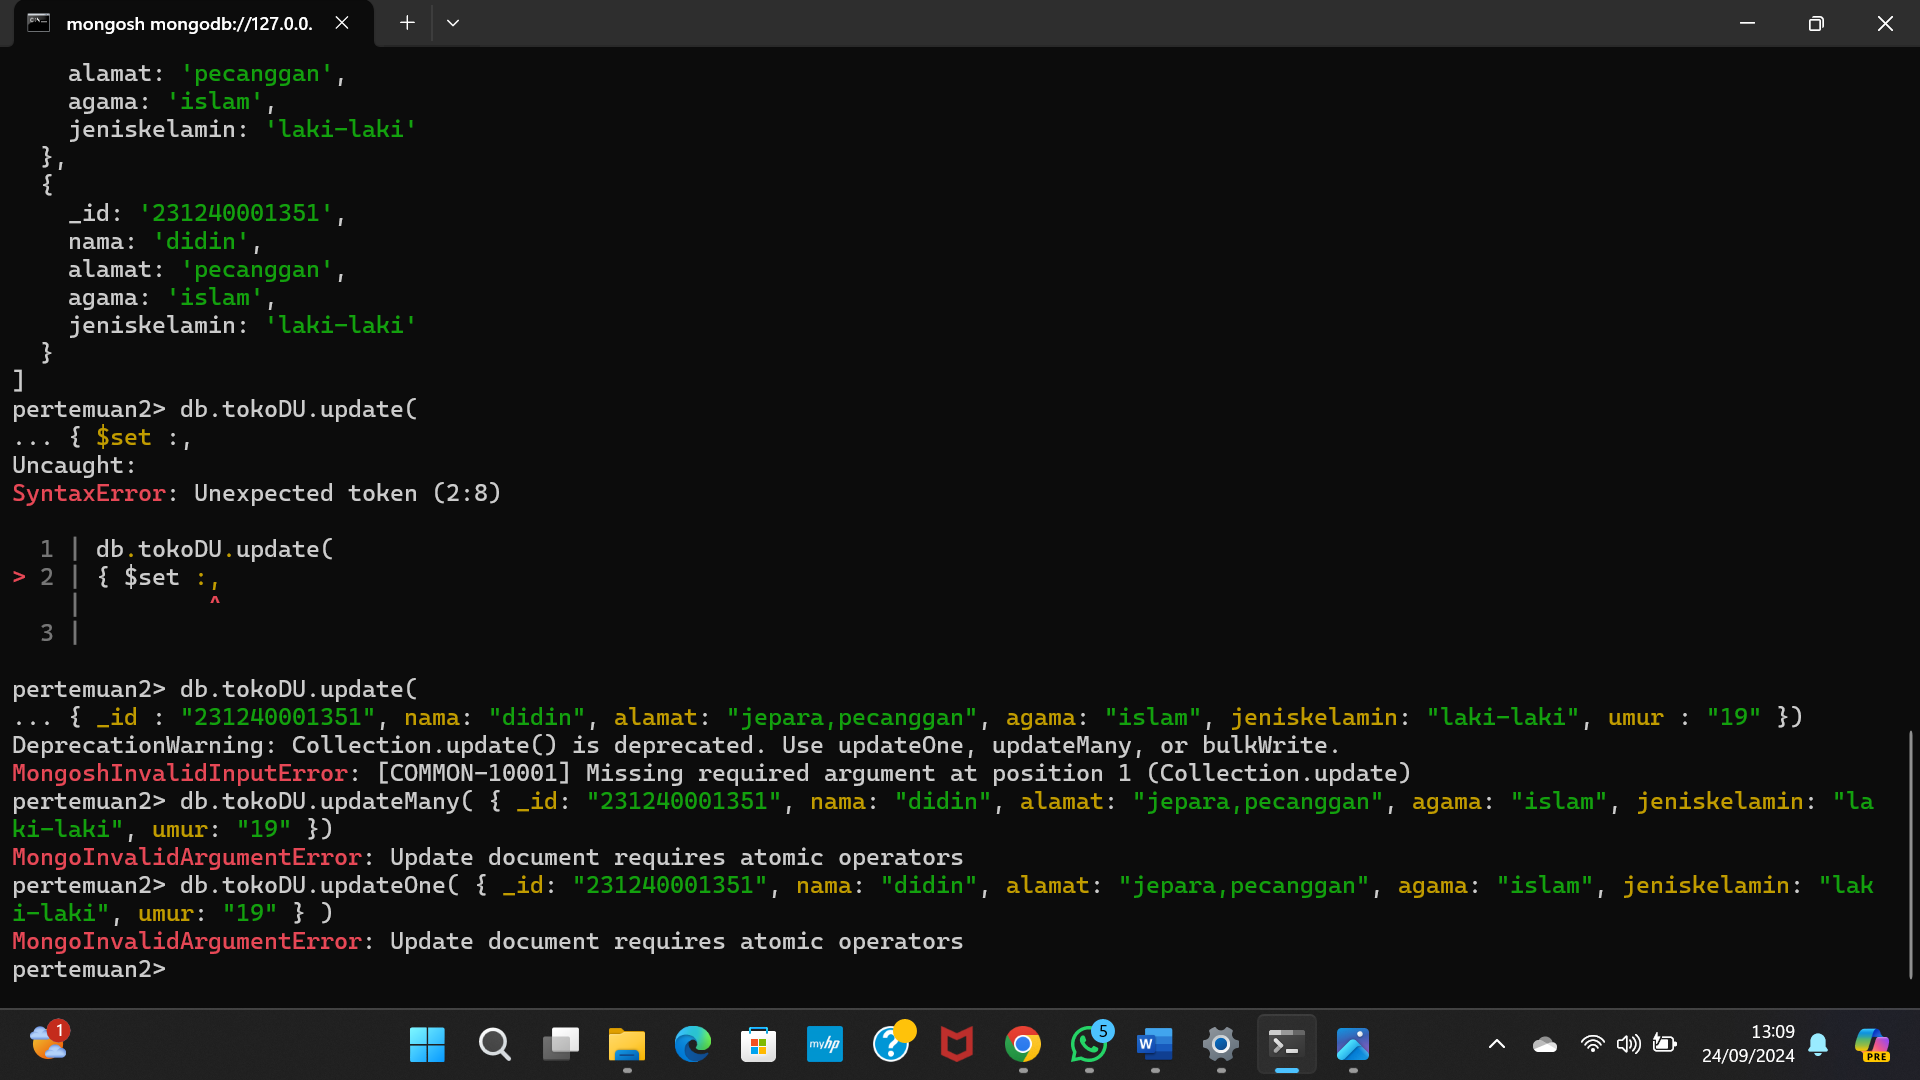 mongosh mongodb://127.0.0.
alamat: 'pecanggan',
agama: 'islam',
jeniskelamin: 'laki-laki'
},
{
_id: '231240001351',
nama: 'didin',
alamat: 'pecanggan',
agama: 'islam',
jeniskelamin: 'laki-laki'
}
]
pertemuan2> db.tokoDU.update(
... { $set :,
Uncaught:
SyntaxError: Unexpected token (2:8)
1 | db.tokoDU.update(
> 2 | { $set :,
| ^
3 |
pertemuan2> db.tokoDU.update(
... { _id : "231240001351", nama: "didin", alamat: "jepara,pecanggan", agama: "islam", jeniskelamin: "laki-laki", umur : "19" })
DeprecationWarning: Collection.update() is deprecated. Use updateOne, updateMany, or bulkWrite.
MongoshInvalidInputError: [COMMON-10001] Missing required argument at position 1 (Collection.update)
pertemuan2> db.tokoDU.updateMany( { _id: "231240001351", nama: "didin", alamat: "jepara,pecanggan", agama: "islam", jeniskelamin: "la
ki-laki", umur: "19" })
MongoInvalidArgumentError: Update document requires atomic operators
pertemuan2> db.tokoDU.updateOne( { _id: "231240001351", nama: "didin", alamat: "jepara,pecanggan", agama: "islam", jeniskelamin: "lak
i-laki", umur: "19" } )
MongoInvalidArgumentError: Update document requires atomic operators
pertemuan2>
1
myhp
?
5
W
13:09
24/09/2024
PRE